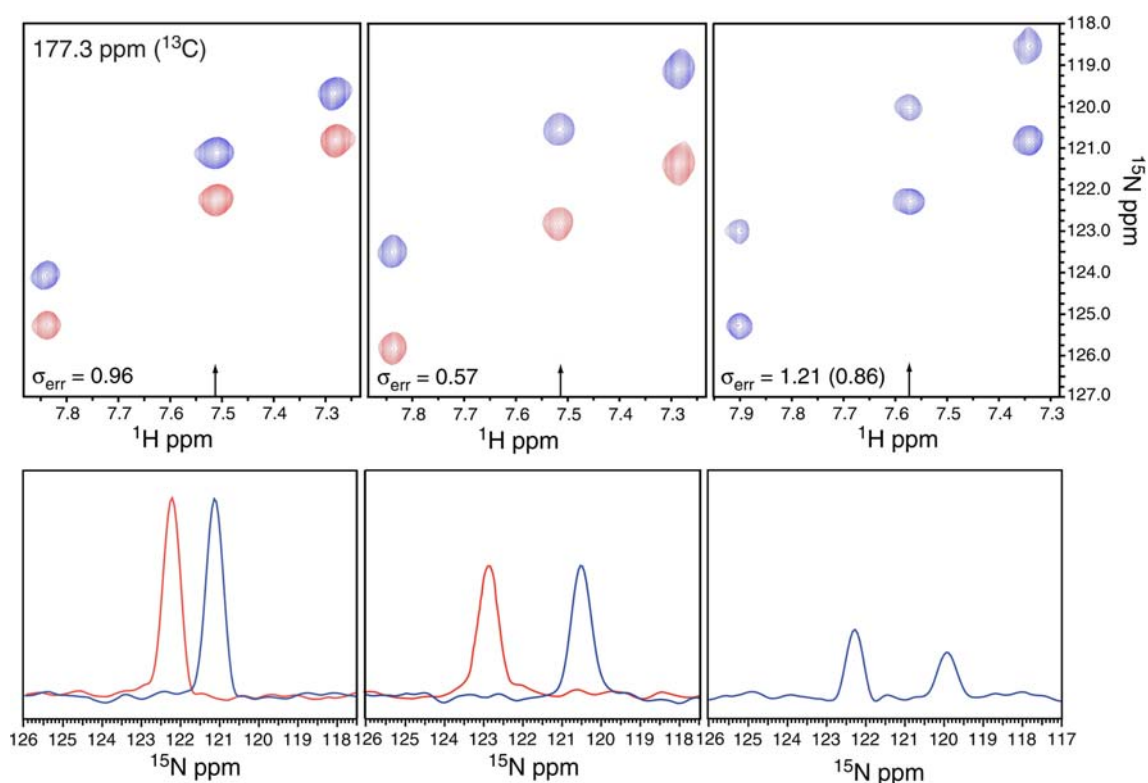 177.3 ppm (¹³C)
σerr = 0.96
7.8 7.7 7.6 7.5 7.4 7.3
¹H ppm
σerr = 0.57
7.8 7.7 7.6 7.5 7.4 7.3
¹H ppm
σerr = 1.21 (0.86)
7.9 7.8 7.7 7.6 7.5 7.4 7.3
¹H ppm
118.0
119.0
120.0
121.0
122.0
123.0
124.0
125.0
126.0
127.0
¹⁵N ppm
126 125 124 123 122 121 120 119 118
¹⁵N ppm
126 125 124 123 122 121 120 119 118
¹⁵N ppm
126 125 124 123 122 121 120 119 118 117
¹⁵N ppm